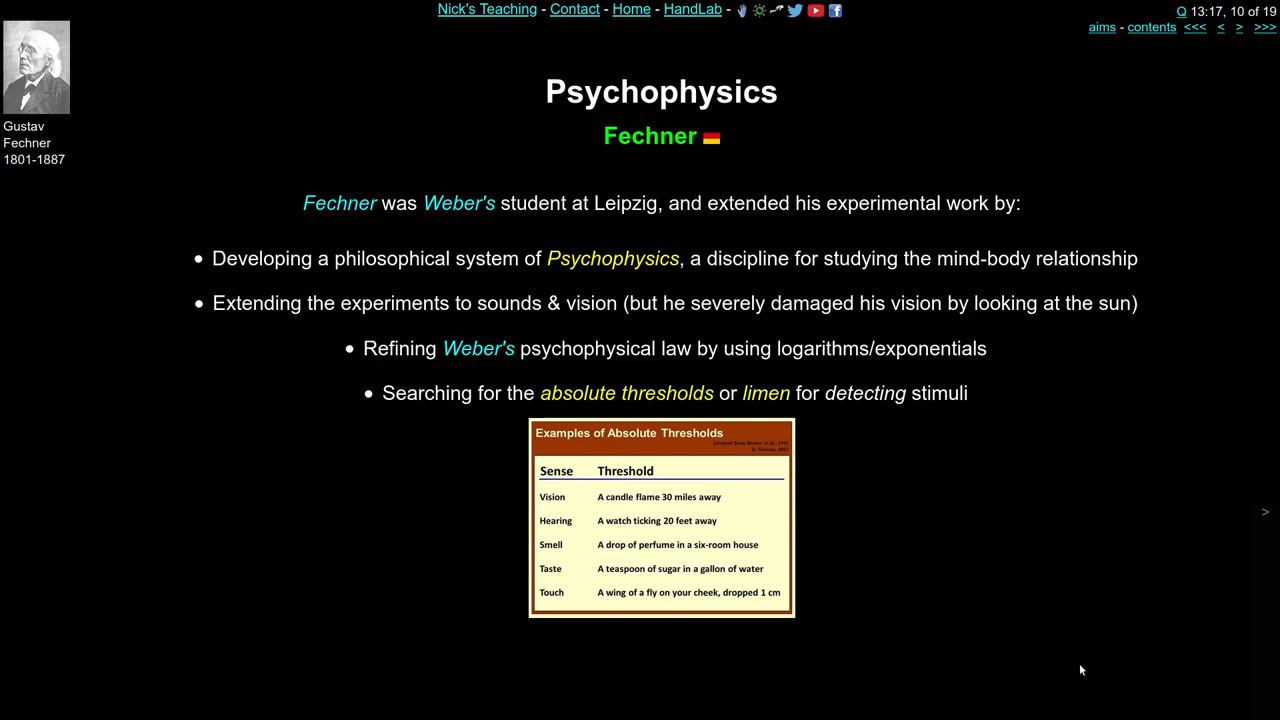 Nick's Teaching - Contact - Home - HandLab -
Q 13:17, 10 of 19
aims - contents <<< < > >>>
Gustav
Fechner
1801-1887
Psychophysics
Fechner
Fechner was Weber's student at Leipzig, and extended his experimental work by:
• Developing a philosophical system of Psychophysics, a discipline for studying the mind-body relationship
• Extending the experiments to sounds & vision (but he severely damaged his vision by looking at the sun)
• Refining Weber's psychophysical law by using logarithms/exponentials
• Searching for the absolute thresholds or limen for detecting stimuli
Examples of Absolute Thresholds
Adapted from Brown et al., 1962
Sense Threshold
Vision A candle flame 30 miles away
Hearing A watch ticking 20 feet away
Smell A drop of perfume in a six-room house
Taste A teaspoon of sugar in a gallon of water
Touch A wing of a fly on your cheek, dropped 1 cm
>